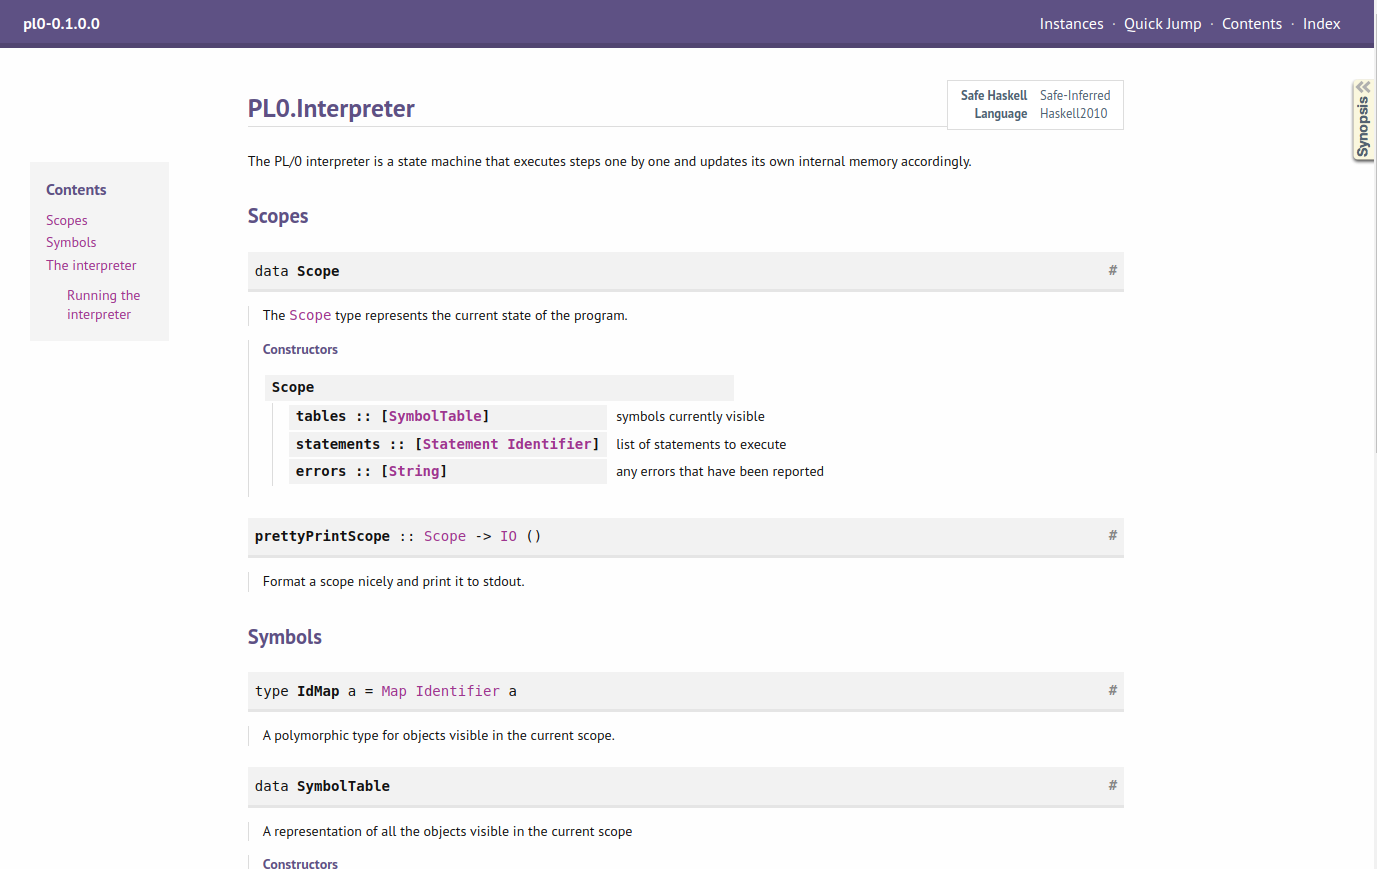 pl0-0.1.0.0
Instances · Quick Jump · Contents · Index
Synopsis
Safe Haskell Safe-Inferred
Language Haskell2010
PL0.Interpreter
The PL/0 interpreter is a state machine that executes steps one by one and updates its own internal memory accordingly.
Contents
Scopes
Symbols
The interpreter
Running the
interpreter
Scopes
data Scope #
The Scope type represents the current state of the program.
Constructors
Scope
tables :: [SymbolTable] symbols currently visible
statements :: [Statement Identifier] list of statements to execute
errors :: [String] any errors that have been reported
prettyPrintScope :: Scope -> IO () #
Format a scope nicely and print it to stdout.
Symbols
type IdMap a = Map Identifier a #
A polymorphic type for objects visible in the current scope.
data SymbolTable #
A representation of all the objects visible in the current scope
Constructors